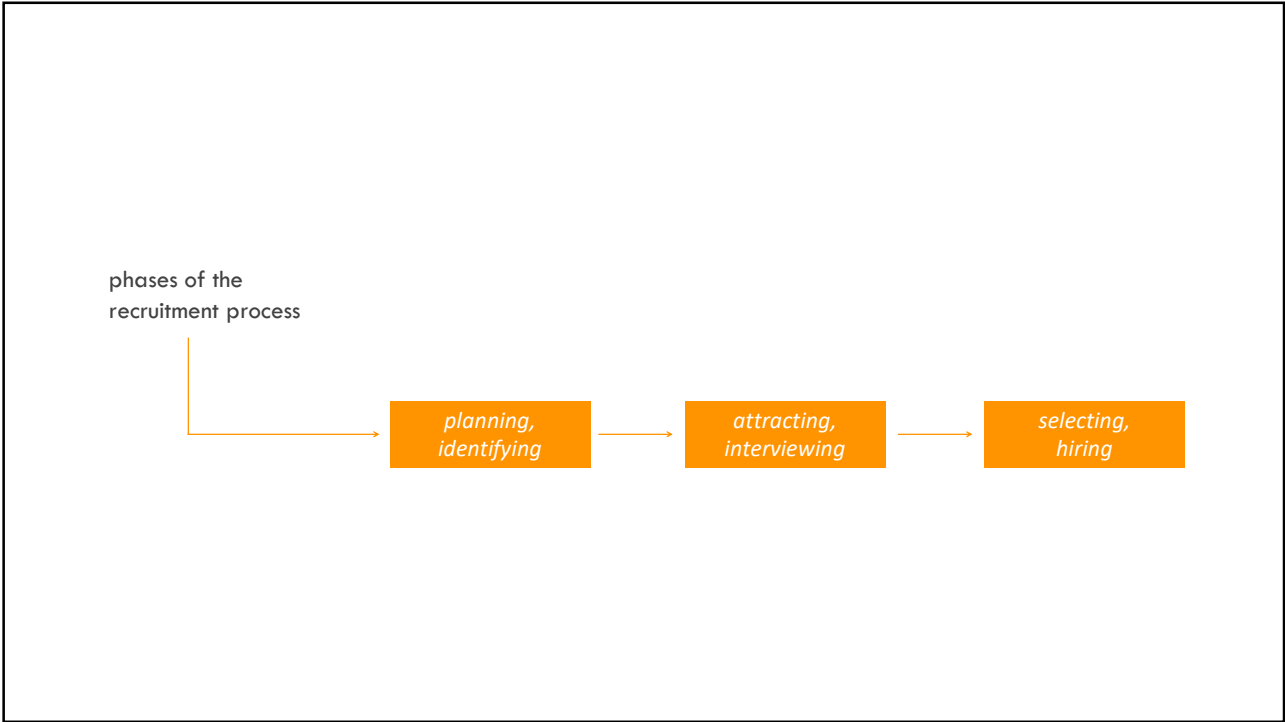 phases of the
recruitment process
planning,
identifying
attracting,
interviewing
selecting,
hiring